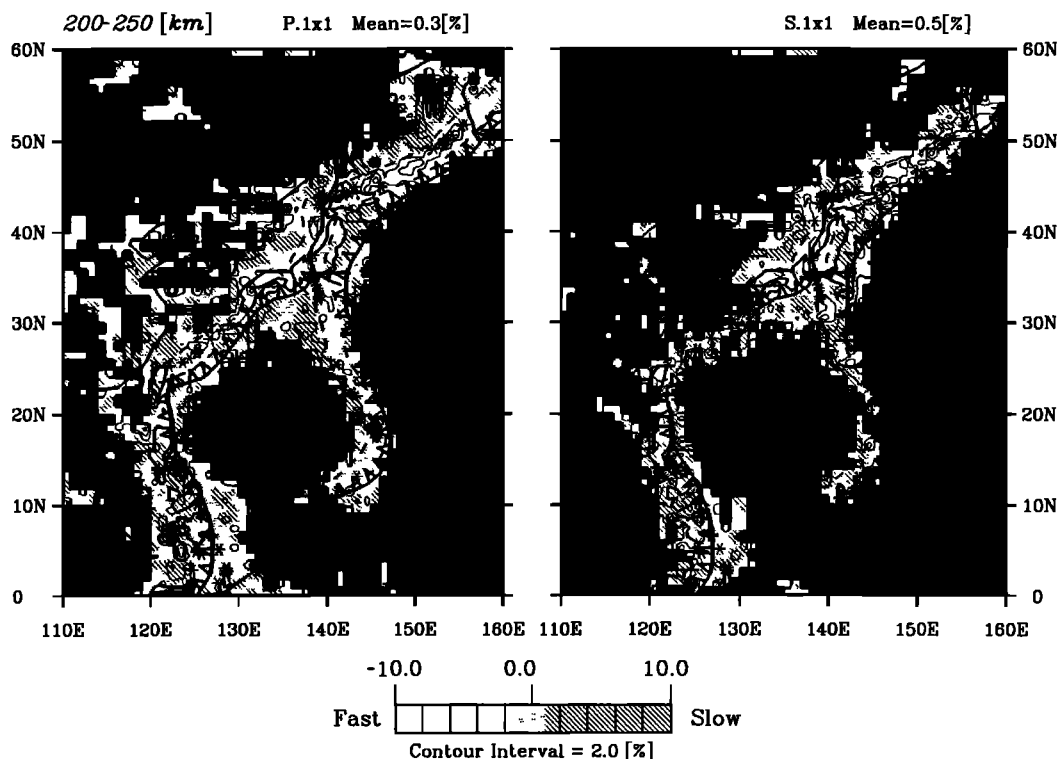 200-250 [km] P.1x1 Mean=0.3[%] S.1x1 Mean=0.5[%]
60N 60N
50N 50N
40N 40N
30N 30N
20N 20N
10N 10N
0 0
110E 120E 130E 140E 150E 160E 110E 120E 130E 140E 150E 160E
-10.0 0.0 10.0
Fast Slow
Contour Interval = 2.0 [%]